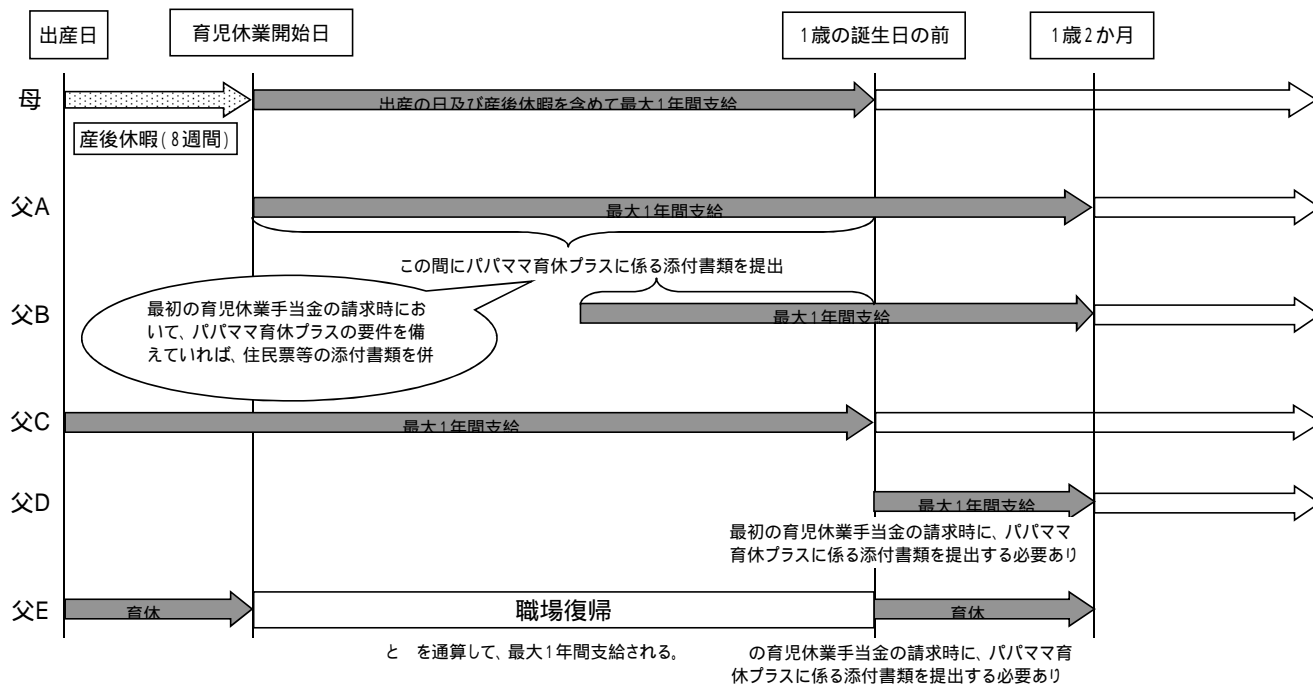 出産日
育児休業開始日
1歳の誕生日の前
1歳2か月
母
出産の日及び産後休暇を含めて最大1年間支給
産後休暇(8週間)
父A
最大1年間支給
この間にパパママ育休プラスに係る添付書類を提出
最初の育児休業手当金の請求時にお
いて、パパママ育休プラスの要件を備
えていれば、住民票等の添付書類を併
父B
最大1年間支給
父C
最大1年間支給
父D
最大1年間支給
最初の育児休業手当金の請求時に、パパママ
育休プラスに係る添付書類を提出する必要あり
父E
育休
職場復帰
育休
と を通算して、最大1年間支給される。
の育児休業手当金の請求時に、パパママ育
休プラスに係る添付書類を提出する必要あり